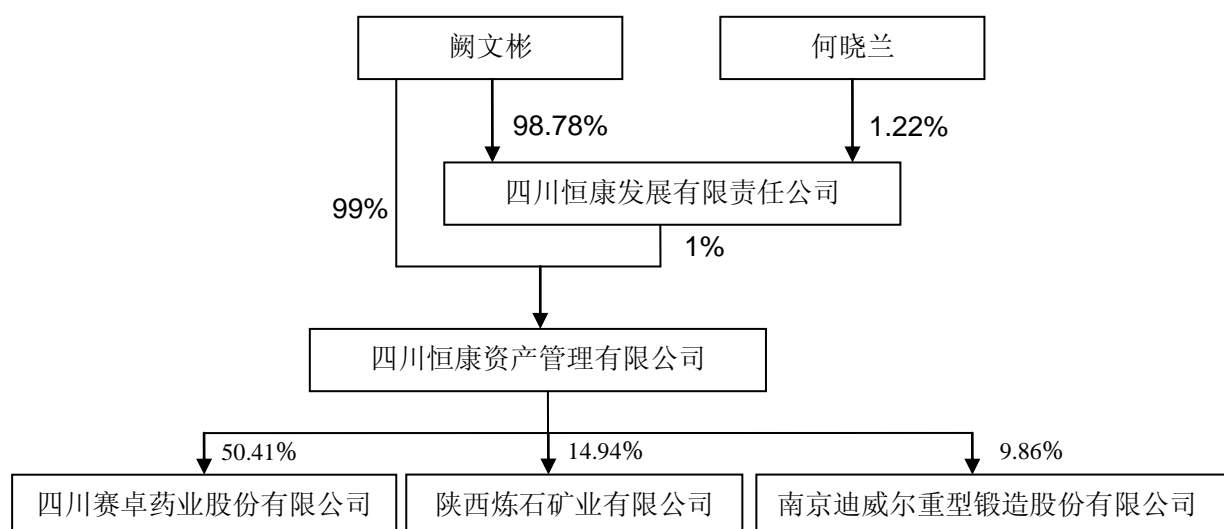 阙文彬
何晓兰
98.78%
1.22%
四川恒康发展有限责任公司
99%
1%
四川恒康资产管理有限公司
50.41%
14.94%
9.86%
四川赛卓药业股份有限公司
陕西炼石矿业有限公司
南京迪威尔重型锻造股份有限公司